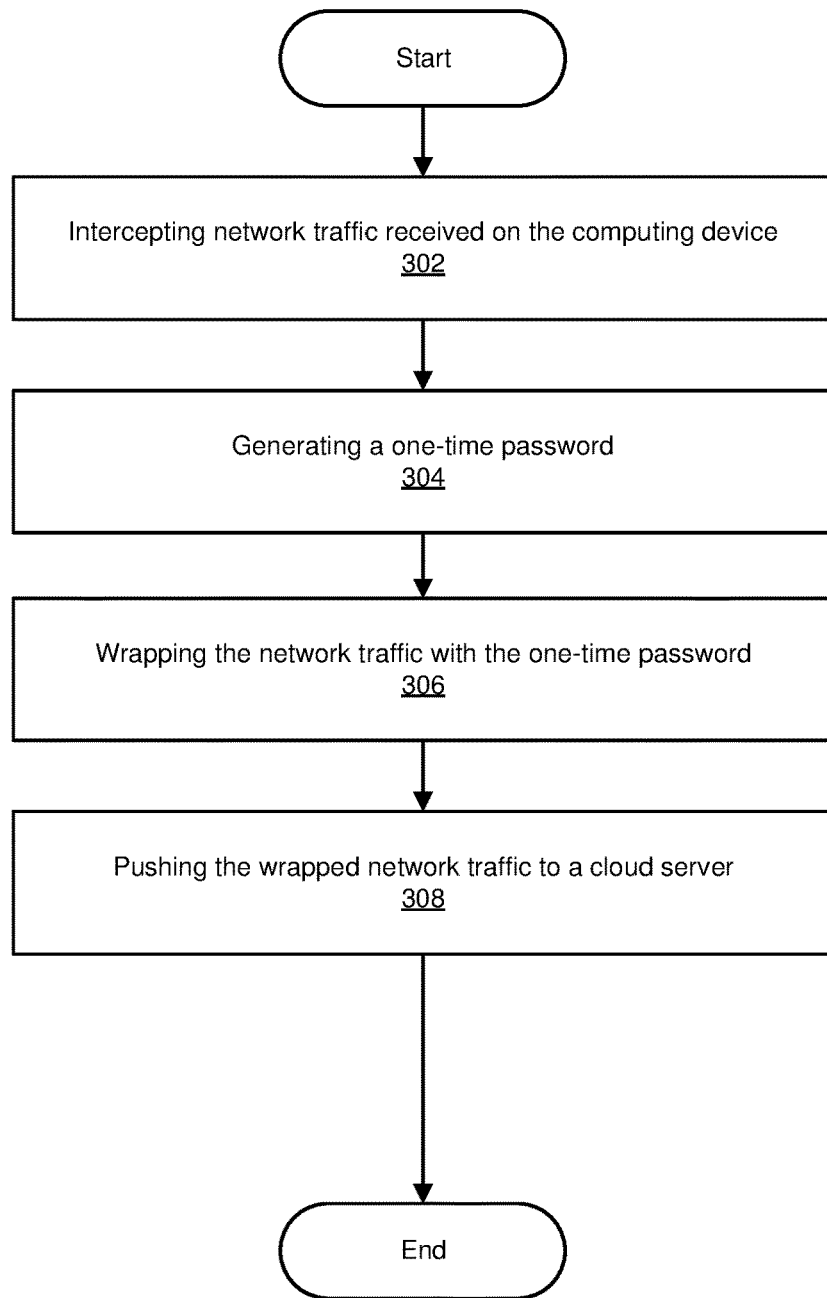 Start
Intercepting network traffic received on the computing device
302
Generating a one-time password
304
Wrapping the network traffic with the one-time password
306
Pushing the wrapped network traffic to a cloud server
308
End